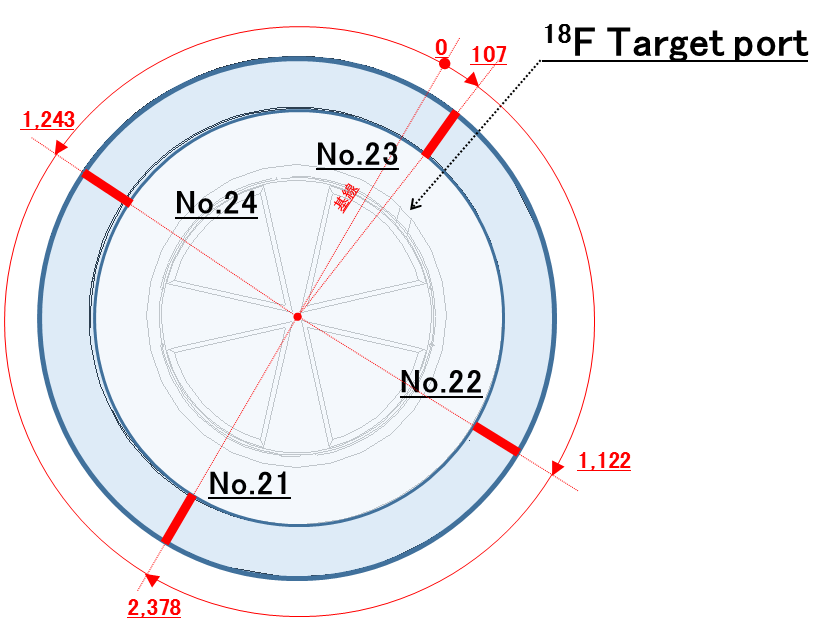 ¹⁸F Target port
0
107
1,243
No.23
基線
No.24
No.22
1,122
No.21
2,378